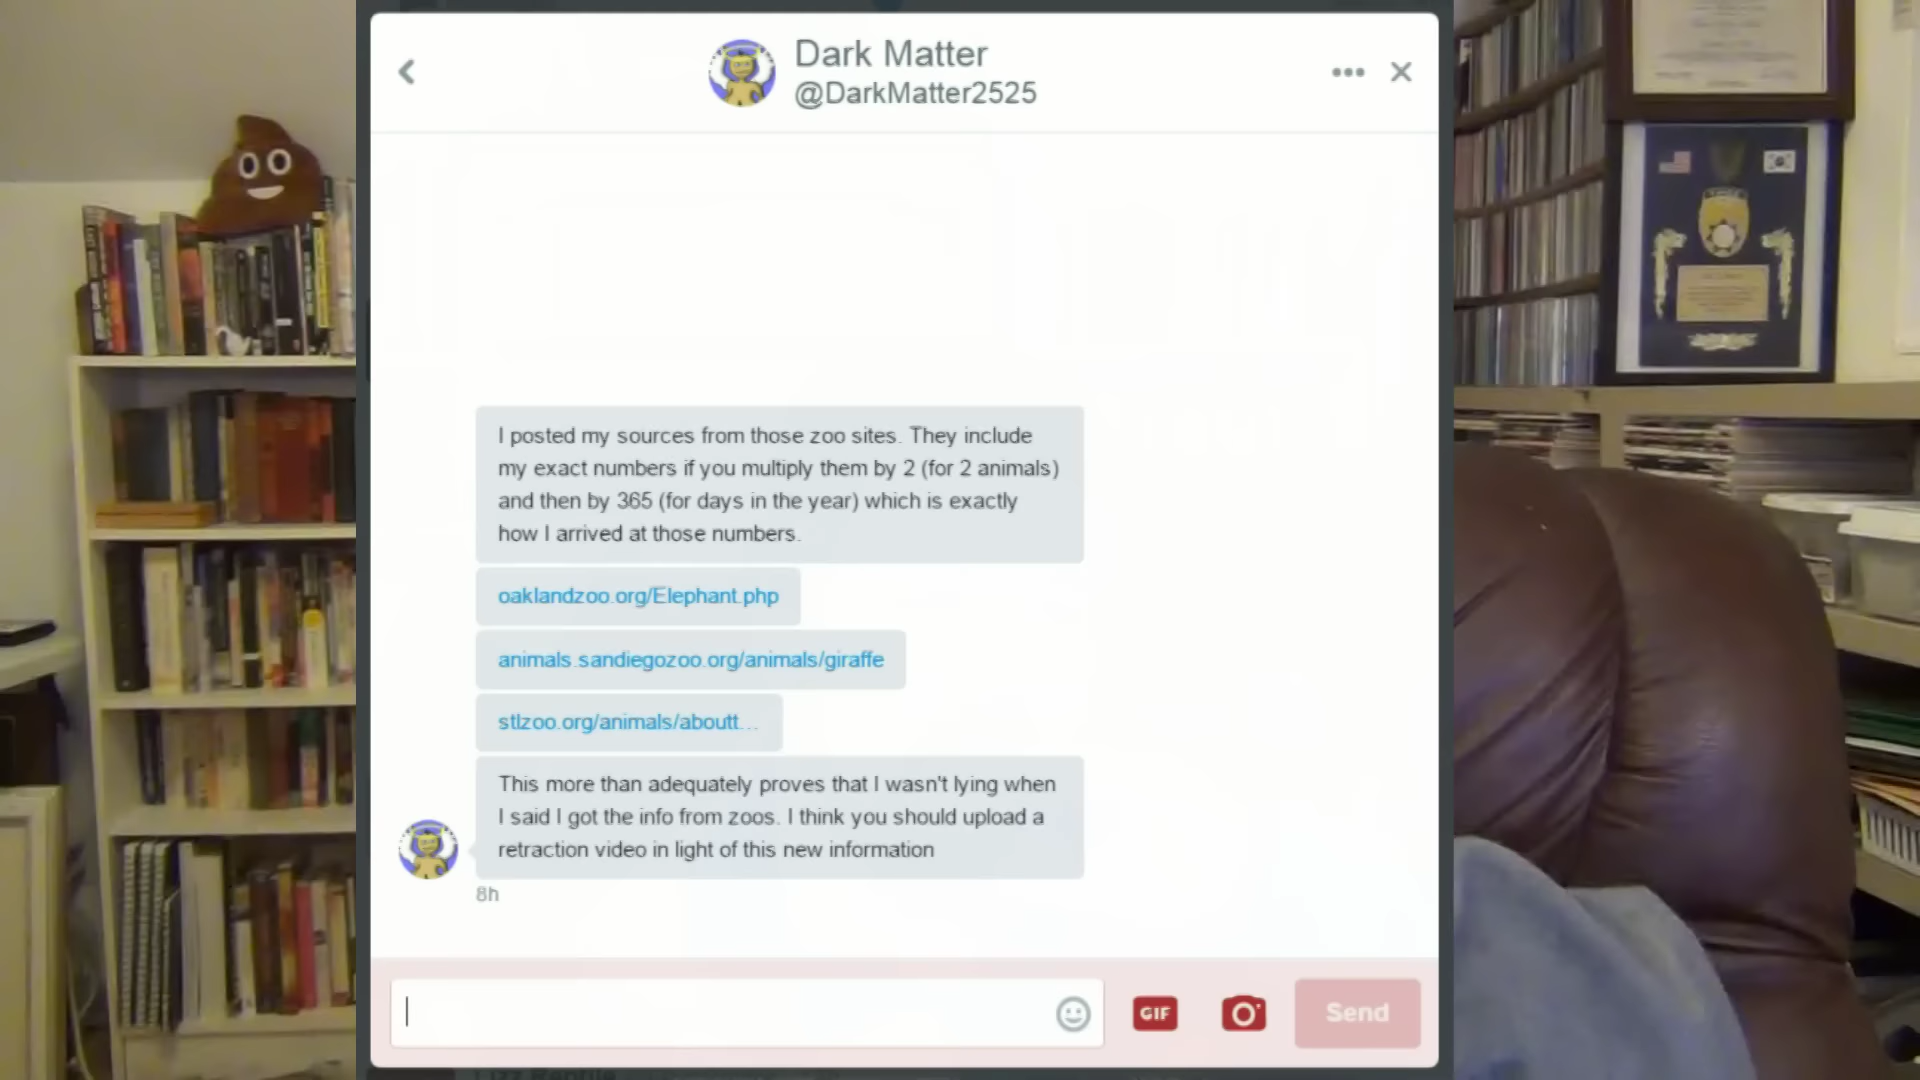 Dark Matter
@DarkMatter2525
I posted my sources from those zoo sites. They include
my exact numbers if you multiply them by 2 (for 2 animals)
and then by 365 (for days in the year) which is exactly
how I arrived at those numbers.
oaklandzoo.org/Elephant.php
animals.sandiegozoo.org/animals/giraffe
stlzoo.org/animals/aboutt...
This more than adequately proves that I wasn't lying when
I said I got the info from zoos. I think you should upload a
retraction video in light of this new information
8h
GIF
Send